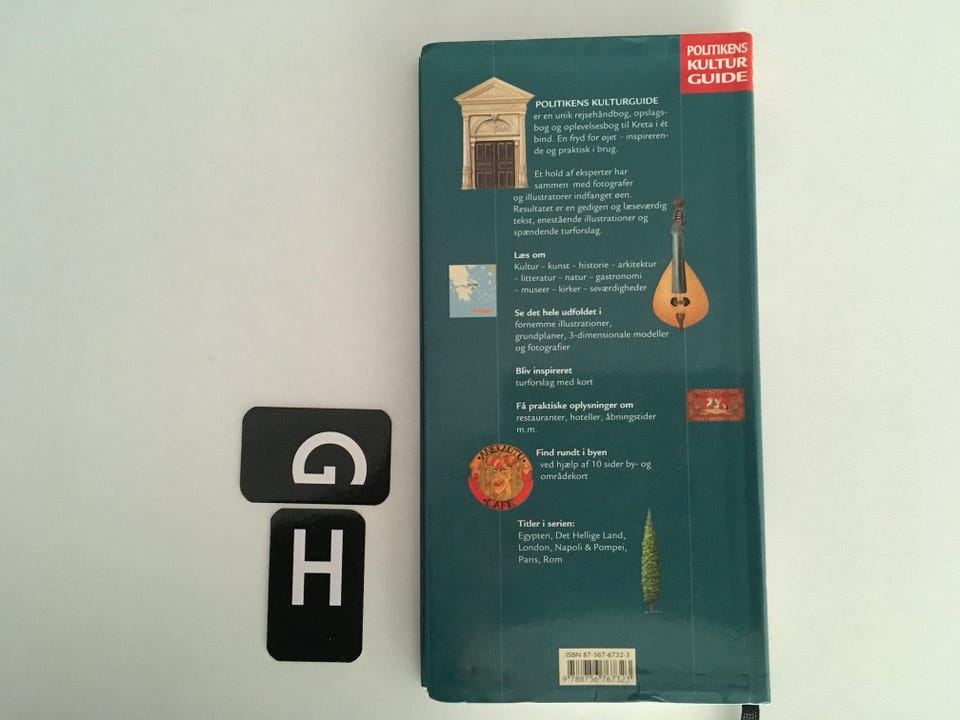 POLITIKENS
KULTUR
GUIDE
POLITIKENS KULTURGUIDE
er en unik rejsehåndbog, opslags-
bog og oplevelsesbog til Kreta i ét
bind. En fryd for øjet – inspireren-
de og praktisk i brug.
Et hold af eksperter har
sammen med fotografer
og illustratorer indfanget øen.
Resultatet er en gedigen og læseværdig
tekst, enestående illustrationer og
spændende turforslag.
Læs om
Kultur – kunst – historie – arkitektur
– litteratur – natur – gastronomi
– museer – kirker – seværdigheder
Se det hele udfoldet i
fornemme illustrationer,
grundplaner, 3-dimensionale modeller
og fotografier
Bliv inspireret
turforslag med kort
Få praktiske oplysninger om
restauranter, hoteller, åbningstider
m.m.
Find rundt i byen
ved hjælp af 10 sider by- og
områdekort
CAFE
Titler i serien:
Egypten, Det Hellige Land,
London, Napoli & Pompei,
Paris, Rom
ISBN 87-567-6732-3
9 788756 767323
G
H